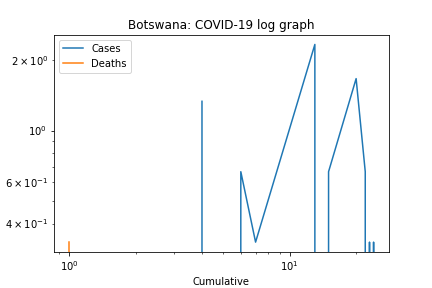 Botswana: COVID-19 log graph
Cases
Deaths
2 × 10⁰
10⁰
6 × 10⁻¹
4 × 10⁻¹
10⁰ 10¹
Cumulative